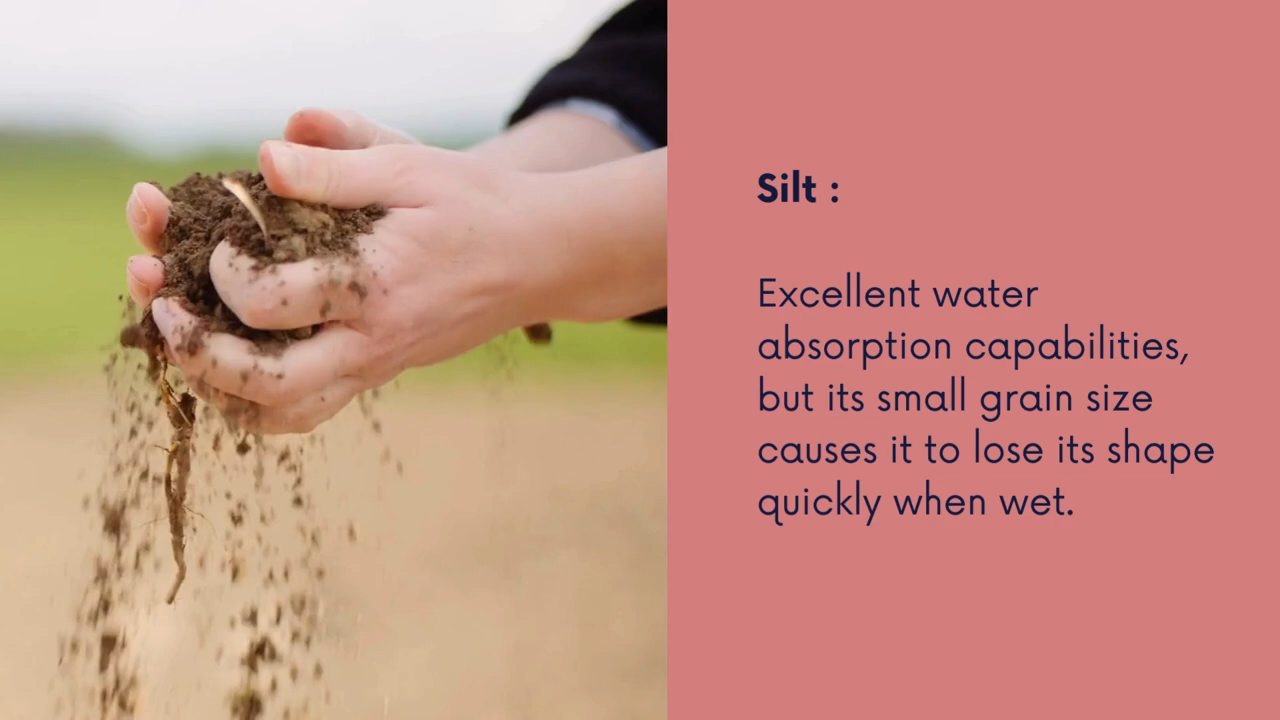 Silt :
Excellent water
absorption capabilities,
but its small grain size
causes it to lose its shape
quickly when wet.